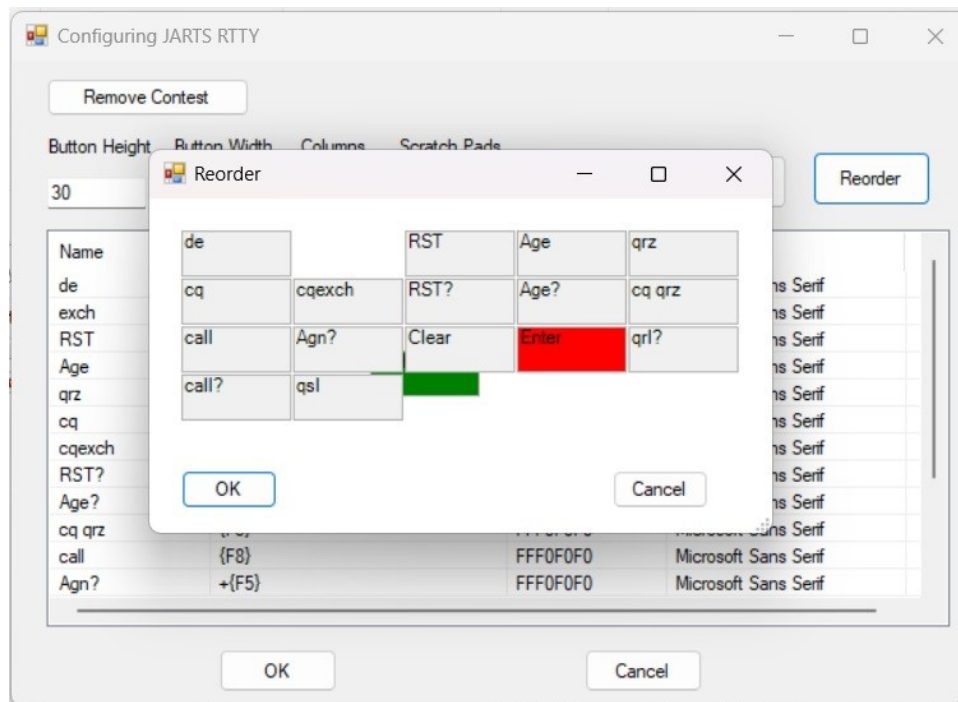 Configuring JARTS RTTY
Remove Contest
Button Height Button Width Columns Scratch Pads
30
Reorder
Reorder
de RST Age qrz
cq cqexch RST? Age? cq qrz
call Agn? Clear Enter qrl?
call? qsl
OK Cancel
Name
de ns Serif
exch ns Serif
RST ns Serif
Age ns Serif
qrz ns Serif
cq ns Serif
cqexch ns Serif
RST? ns Serif
Age? ns Serif
cq qrz Microsoft Sans Serif
call {F8} FFF0F0F0 Microsoft Sans Serif
Agn? +{F5} FFF0F0F0 Microsoft Sans Serif
OK Cancel